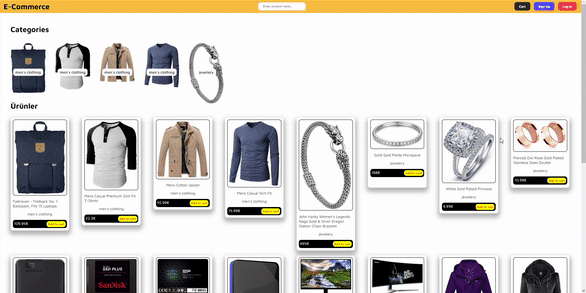 E-Commerce
Enter product name...
Cart
Sign Up
Log In
Categories
men's clothing
men's clothing
men's clothing
men's clothing
jewelery
Ürünler
Fjallraven - Foldsack No. 1
Backpack, Fits 15 Laptops
men's clothing
109.95€
Add to cart
Mens Casual Premium Slim Fit
T-Shirts
men's clothing
22.3€
Add to cart
Mens Cotton Jacket
men's clothing
55.99€
Add to cart
Mens Casual Slim Fit
men's clothing
15.99€
Add to cart
John Hardy Women's Legends
Naga Gold & Silver Dragon
Station Chain Bracelet
jewelery
695€
Add to cart
Solid Gold Petite Micropave
jewelery
168€
Add to cart
White Gold Plated Princess
jewelery
9.99€
Add to cart
Pierced Owl Rose Gold Plated
Stainless Steel Double
jewelery
10.99€
Add to cart
SSD PLUS
SanDisk